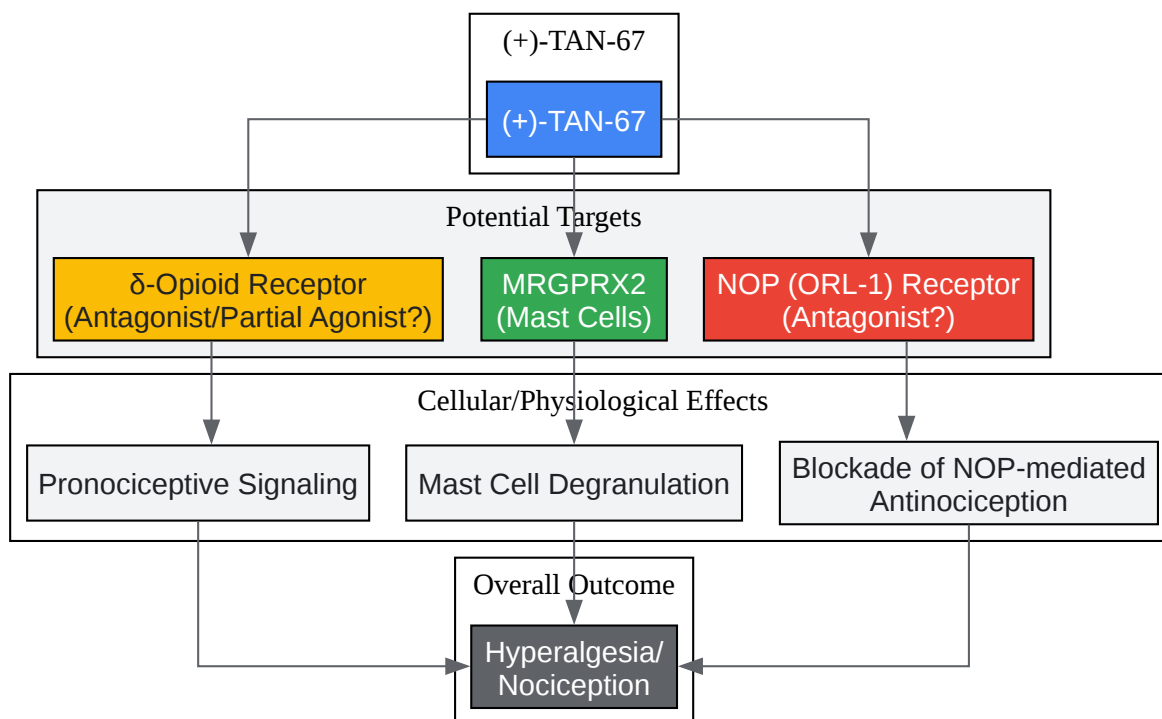 (+)-TAN-67
(+)-TAN-67
Potential Targets
δ-Opioid Receptor
(Antagonist/Partial Agonist?)
MRGPRX2
(Mast Cells)
NOP (ORL-1) Receptor
(Antagonist?)
Cellular/Physiological Effects
Pronociceptive Signaling
Mast Cell Degranulation
Blockade of NOP-mediated
Antinociception
Overall Outcome
Hyperalgesia/
Nociception